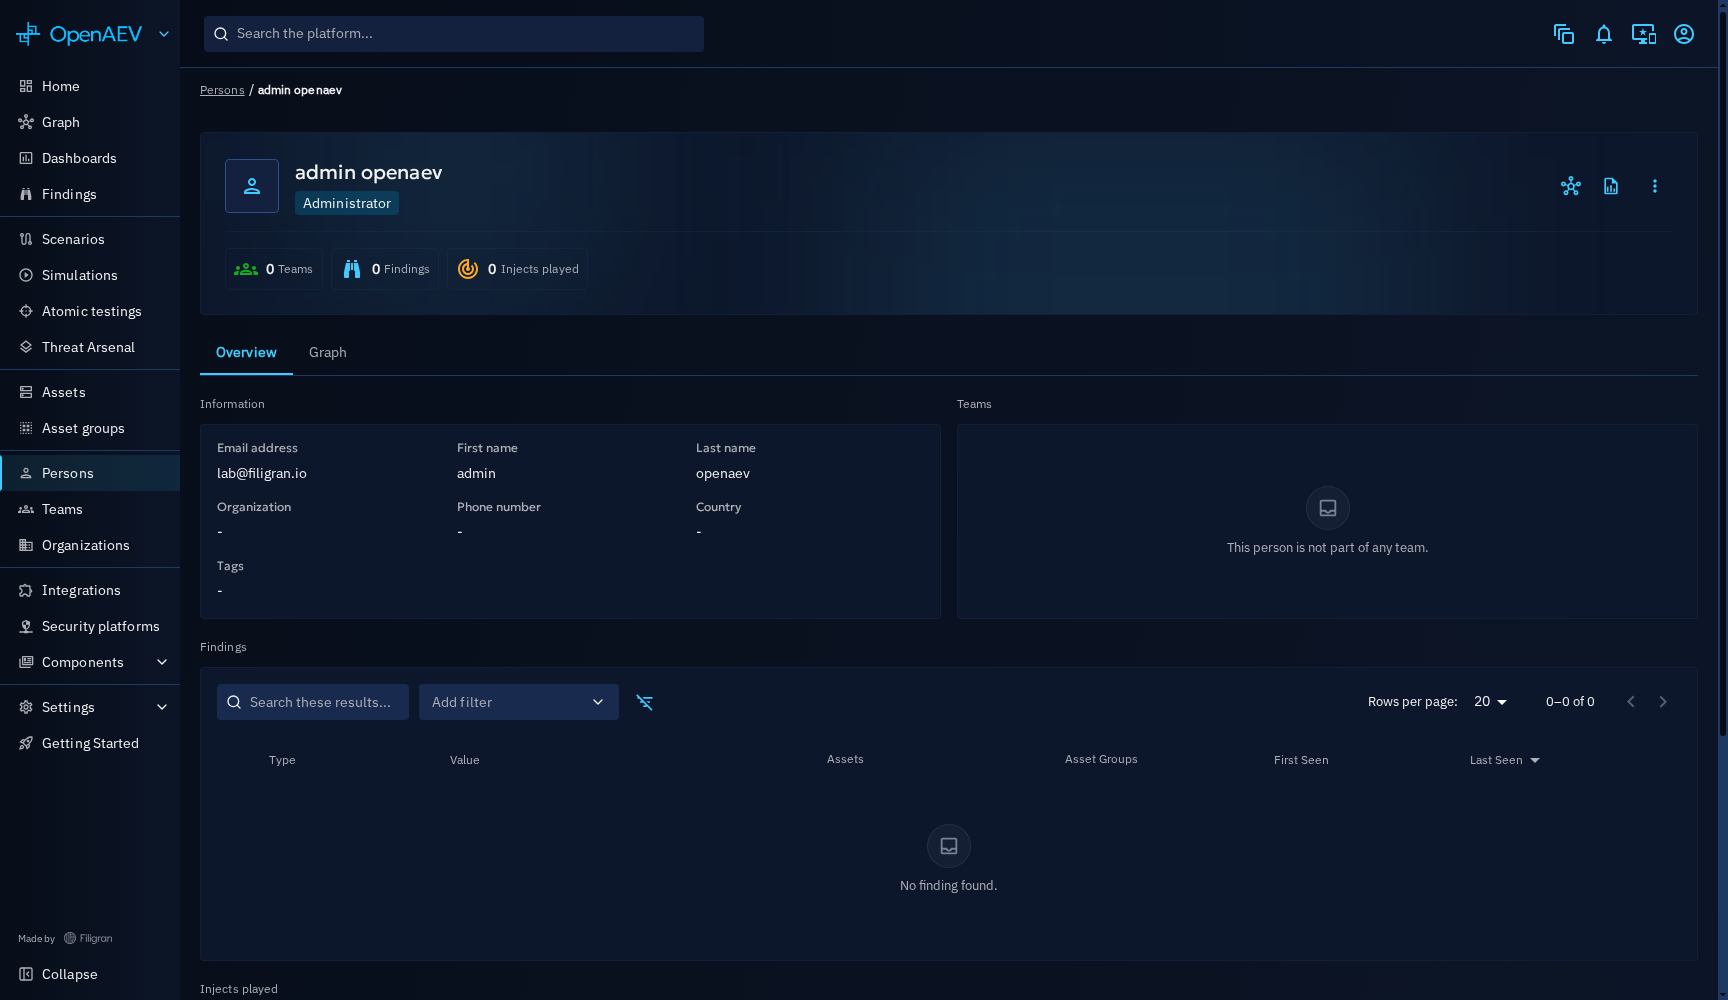 OpenAEV
Search the platform...
Home
Graph
Dashboards
Findings
Scenarios
Simulations
Atomic testings
Threat Arsenal
Assets
Asset groups
Persons
Teams
Organizations
Integrations
Security platforms
Components
Settings
Getting Started
Made by Filigran
Collapse
Persons / admin openaev
admin openaev
Administrator
0 Teams
0 Findings
0 Injects played
Overview
Graph
Information
Email address
First name
Last name
lab@filigran.io
admin
openaev
Organization
Phone number
Country
-
-
-
Tags
-
Teams
This person is not part of any team.
Findings
Search these results...
Add filter
Rows per page: 20
0–0 of 0
Type
Value
Assets
Asset Groups
First Seen
Last Seen
No finding found.
Injects played